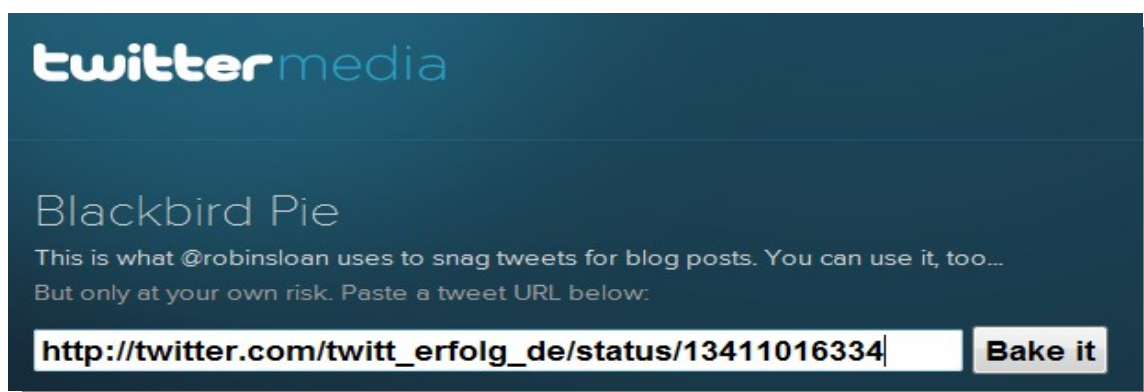 twittermedia
Blackbird Pie
This is what @robinsloan uses to snag tweets for blog posts. You can use it, too...
But only at your own risk. Paste a tweet URL below:
http://twitter.com/twitt_erfolg_de/status/13411016334 Bake it